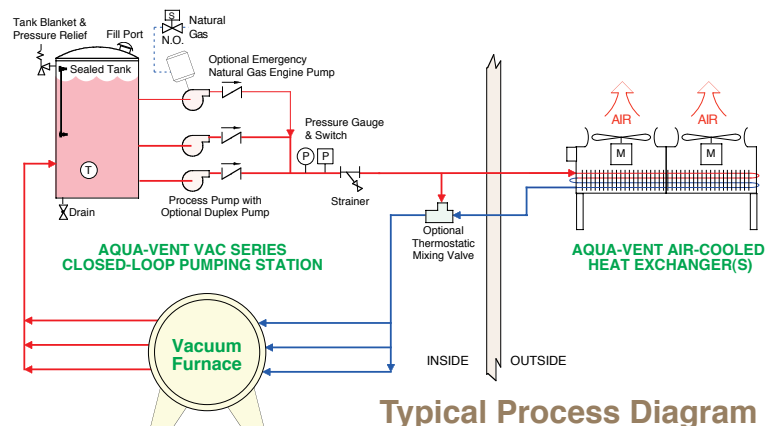 Tank Blanket &
Pressure Relief
Fill Port
S
N.O.
Natural
Gas
Sealed Tank
Optional Emergency
Natural Gas Engine Pump
Pressure Gauge
& Switch
P
P
T
Drain
Process Pump with
Optional Duplex Pump
Strainer
Optional
Thermostatic
Mixing Valve
AIR
AIR
M
M
AQUA-VENT VAC SERIES
CLOSED-LOOP PUMPING STATION
AQUA-VENT AIR-COOLED
HEAT EXCHANGER(S)
Vacuum
Furnace
INSIDE
OUTSIDE
Typical Process Diagram